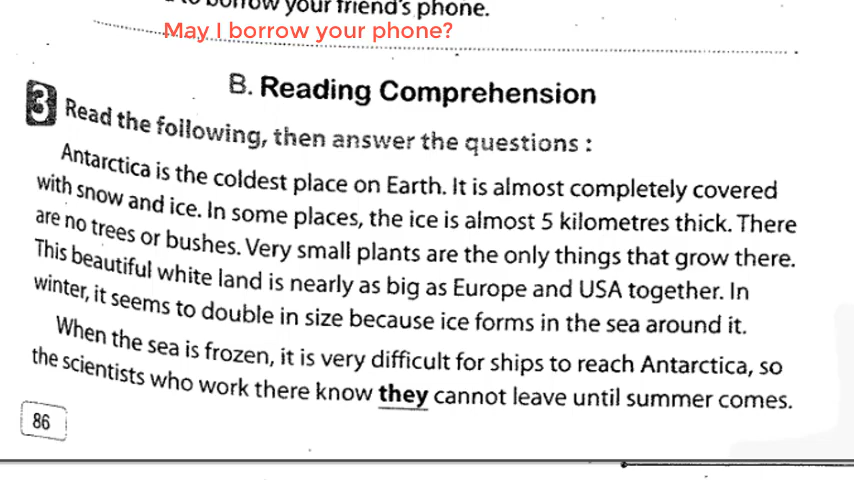 to borrow your friend's phone.
May I borrow your phone?
B. Reading Comprehension
3 Read the following, then answer the questions :
Antarctica is the coldest place on Earth. It is almost completely covered
with snow and ice. In some places, the ice is almost 5 kilometres thick. There
are no trees or bushes. Very small plants are the only things that grow there.
This beautiful white land is nearly as big as Europe and USA together. In
winter, it seems to double in size because ice forms in the sea around it.
When the sea is frozen, it is very difficult for ships to reach Antarctica, so
the scientists who work there know they cannot leave until summer comes.
86